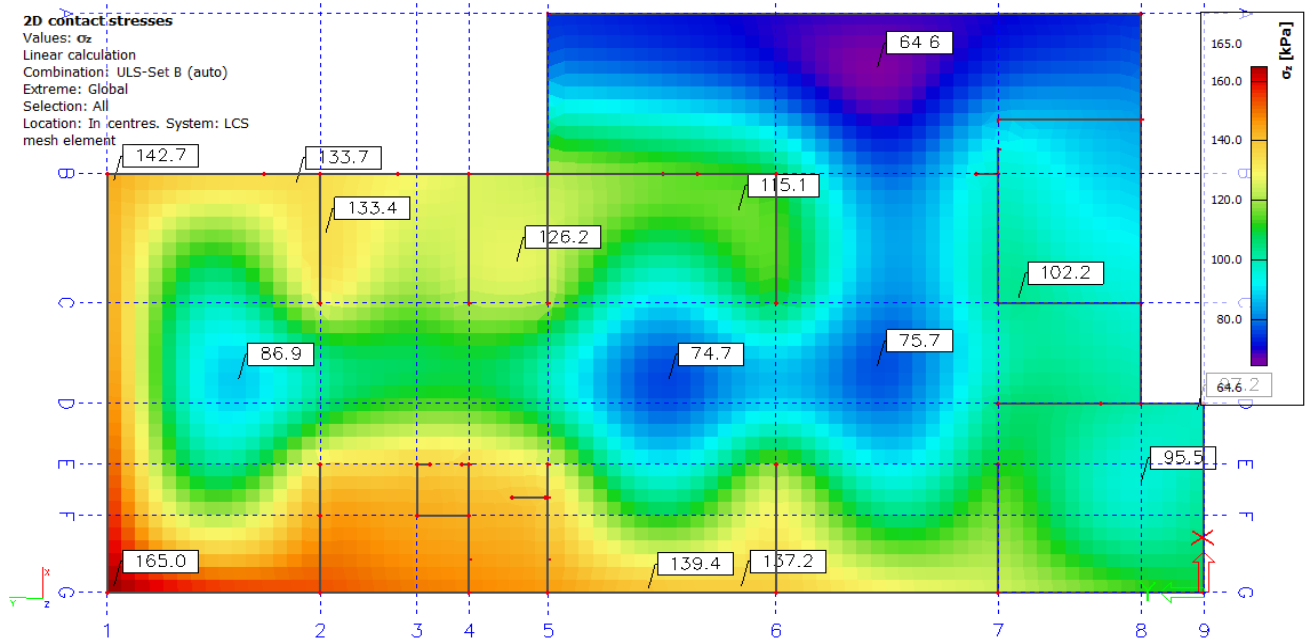 2D contact stresses
Values: σz
Linear calculation
Combination: ULS-Set B (auto)
Extreme: Global
Selection: All
Location: In centres. System: LCS
mesh element
A
A
64.6
165.0
σz [kPa]
160.0
140.0
120.0
100.0
80.0
64.6
142.7
133.7
B
B
115.1
133.4
126.2
102.2
C
C
86.9
74.7
75.7
97.2
D
D
95.5
E
E
F
F
165.0
139.4
137.2
X
Y
Z
Y
G
G
1
2
3
4
5
6
7
8
9